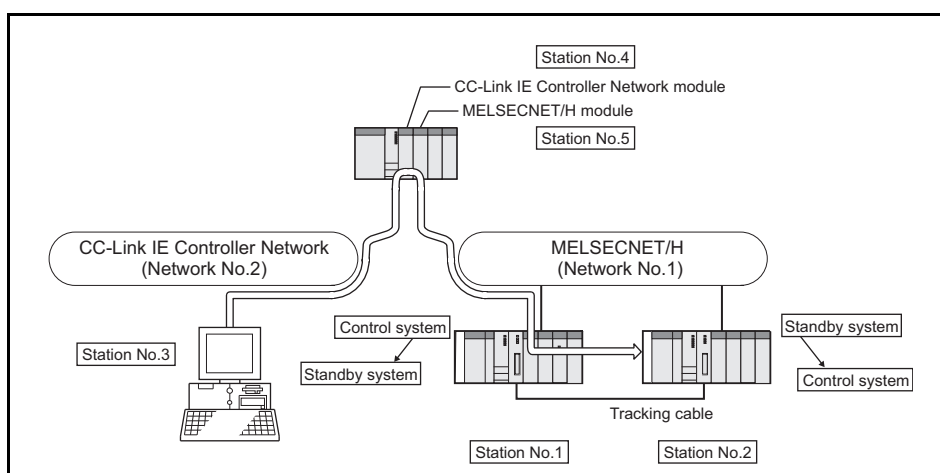 Station No.4
CC-Link IE Controller Network module
MELSECNET/H module
Station No.5
CC-Link IE Controller Network
(Network No.2)
MELSECNET/H
(Network No.1)
Station No.3
Control system
Standby system
Standby system
Control system
Tracking cable
Station No.1
Station No.2